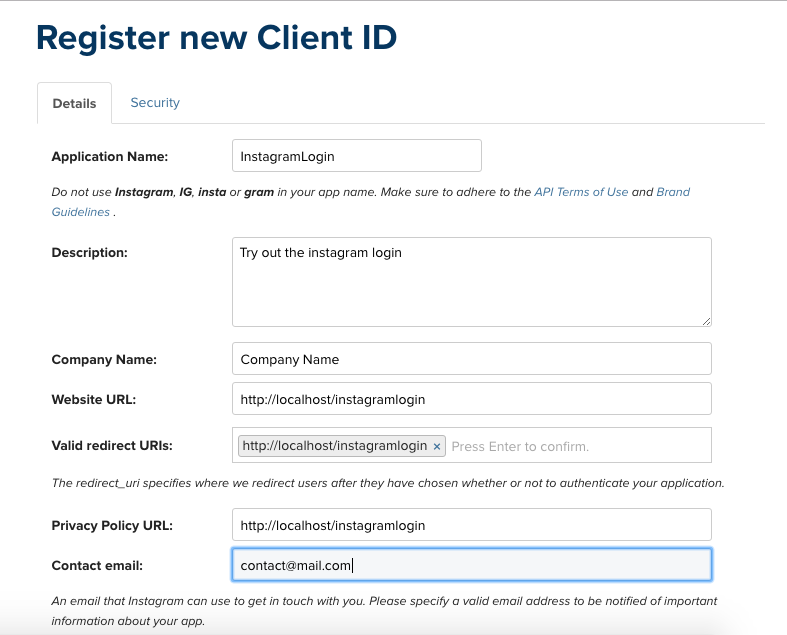 Register new Client ID
Details Security
Application Name: InstagramLogin
Do not use Instagram, IG, insta or gram in your app name. Make sure to adhere to the API Terms of Use and Brand
Guidelines .
Description: Try out the instagram login
Company Name: Company Name
Website URL: http://localhost/instagramlogin
Valid redirect URIs: http://localhost/instagramlogin × Press Enter to confirm.
The redirect_uri specifies where we redirect users after they have chosen whether or not to authenticate your application.
Privacy Policy URL: http://localhost/instagramlogin
Contact email: contact@mail.com
An email that Instagram can use to get in touch with you. Please specify a valid email address to be notified of important
information about your app.